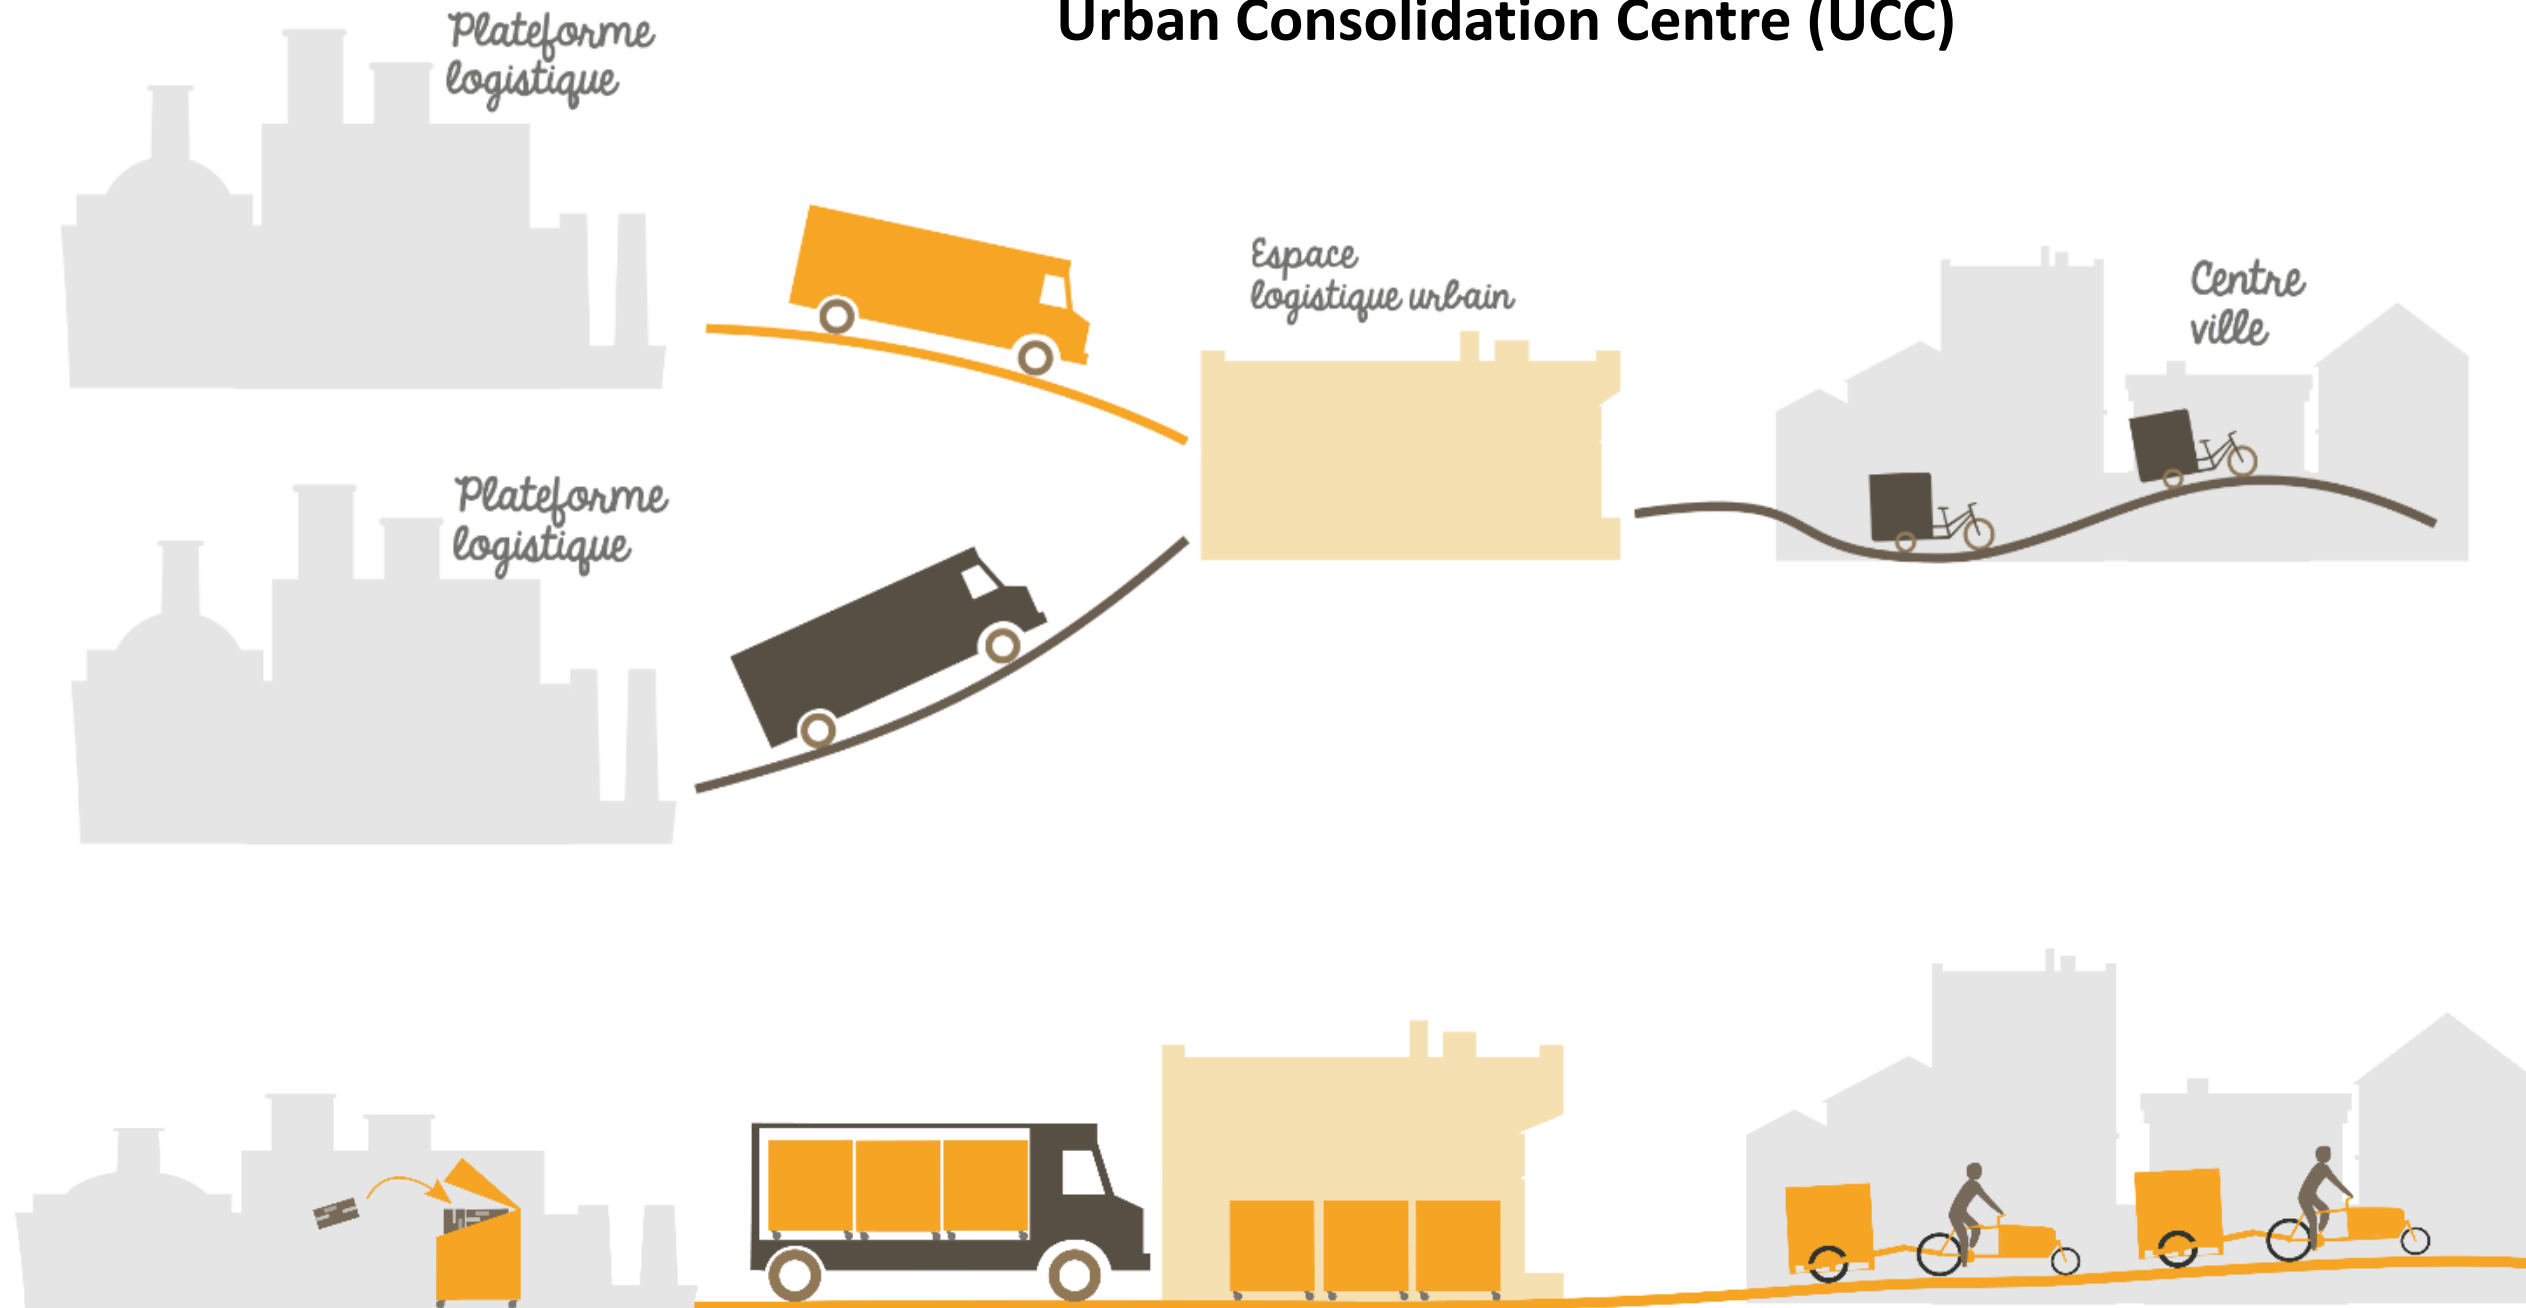 Urban Consolidation Centre (UCC)
Plateforme
logistique
Espace
logistique urbain
Centre
ville
Plateforme
logistique